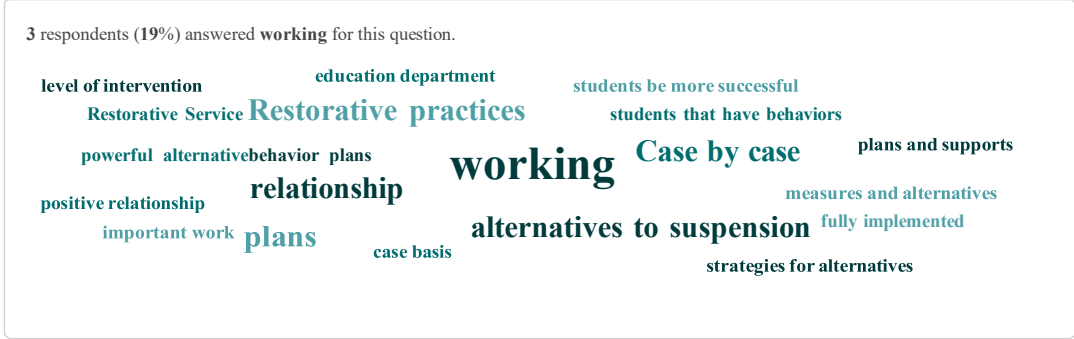 3 respondents (19%) answered working for this question.
education department
level of intervention
students be more successful
Restorative Service
Restorative practices
students that have behaviors
powerful alternative
behavior plans
working
Case by case
plans and supports
relationship
measures and alternatives
positive relationship
important work
plans
alternatives to suspension
fully implemented
case basis
strategies for alternatives